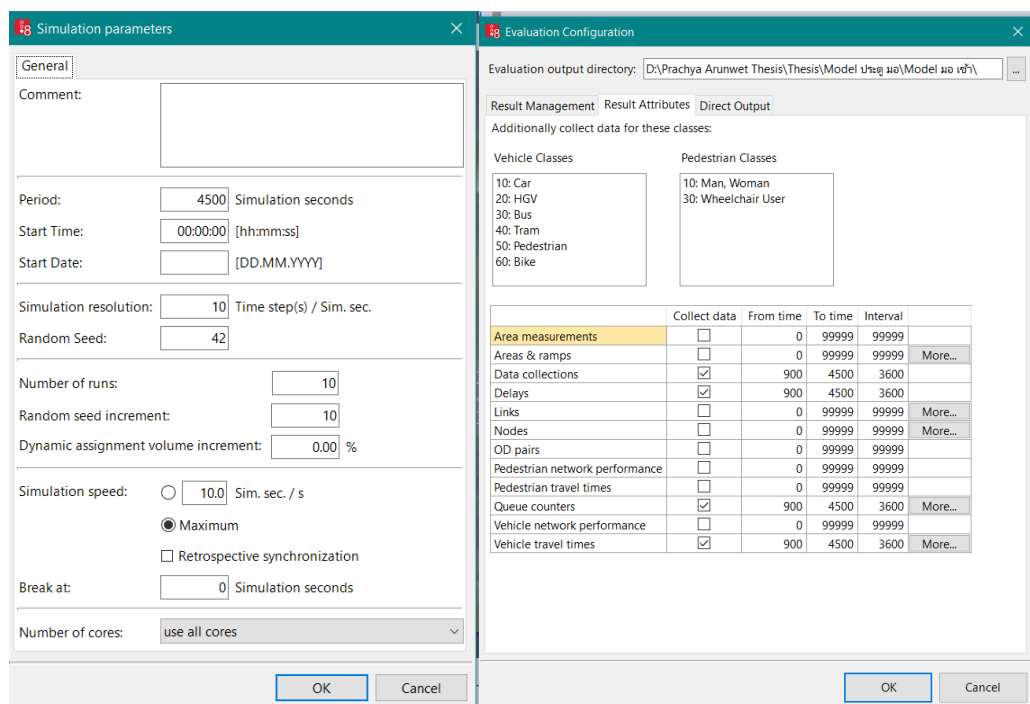 Simulation parameters
General
Comment:
Period: 4500 Simulation seconds
Start Time: 00:00:00 [hh:mm:ss]
Start Date: [DD.MM.YYYY]
Simulation resolution: 10 Time step(s) / Sim. sec.
Random Seed: 42
Number of runs: 10
Random seed increment: 10
Dynamic assignment volume increment: 0.00 %
Simulation speed: 10.0 Sim. sec. / s
Maximum
Retrospective synchronization
Break at: 0 Simulation seconds
Number of cores: use all cores
OK Cancel
Evaluation Configuration
Evaluation output directory: D:\Prachya Arunwet Thesis\Thesis\Model ประตู มอ\Model มอ เช้า\ ...
Result Management Result Attributes Direct Output
Additionally collect data for these classes:
Vehicle Classes Pedestrian Classes
10: Car 10: Man, Woman
20: HGV 30: Wheelchair User
30: Bus
40: Tram
50: Pedestrian
60: Bike
Collect data From time To time Interval
Area measurements 0 99999 99999
Areas & ramps 0 99999 99999 More...
Data collections 900 4500 3600
Delays 900 4500 3600
Links 0 99999 99999 More...
Nodes 0 99999 99999 More...
OD pairs 0 99999 99999
Pedestrian network performance 0 99999 99999
Pedestrian travel times 0 99999 99999
Queue counters 900 4500 3600 More...
Vehicle network performance 0 99999 99999
Vehicle travel times 900 4500 3600 More...
OK Cancel